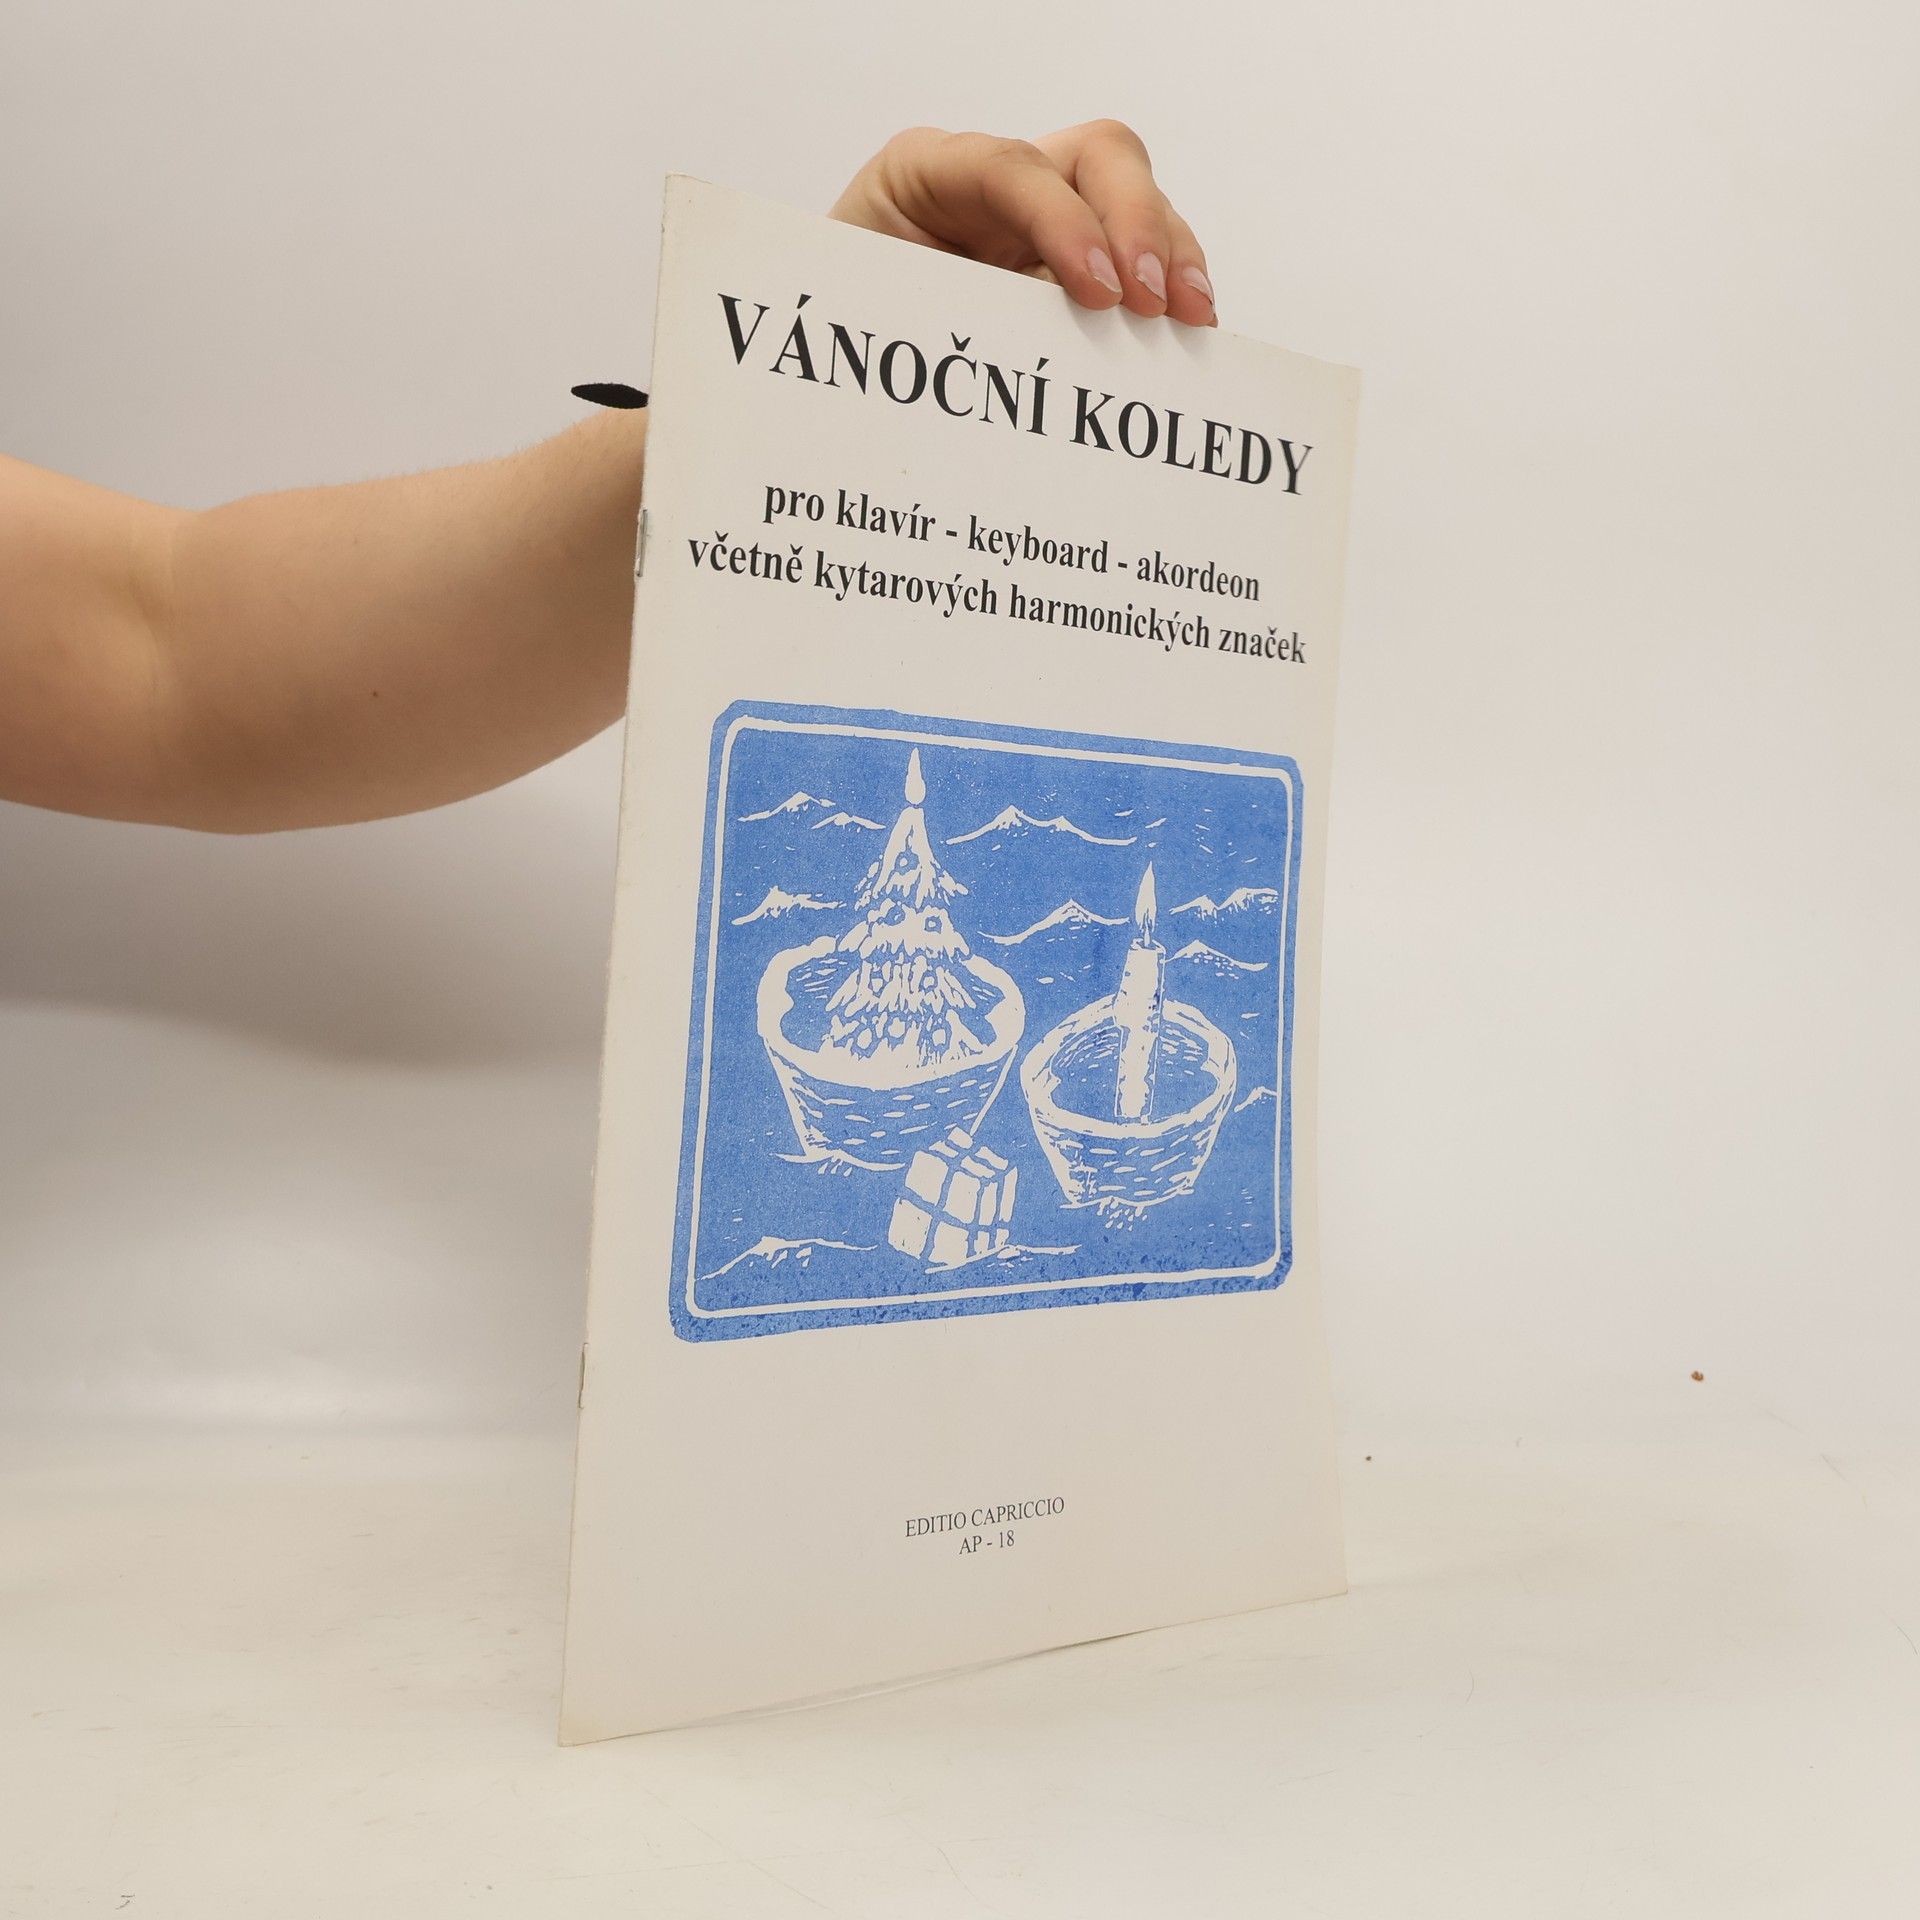 VÁNOČNÍ KOLEDY
pro klavír - keyboard - akordeon
včetně kytarových harmonických značek
EDITIO CAPRICCIO
AP - 18